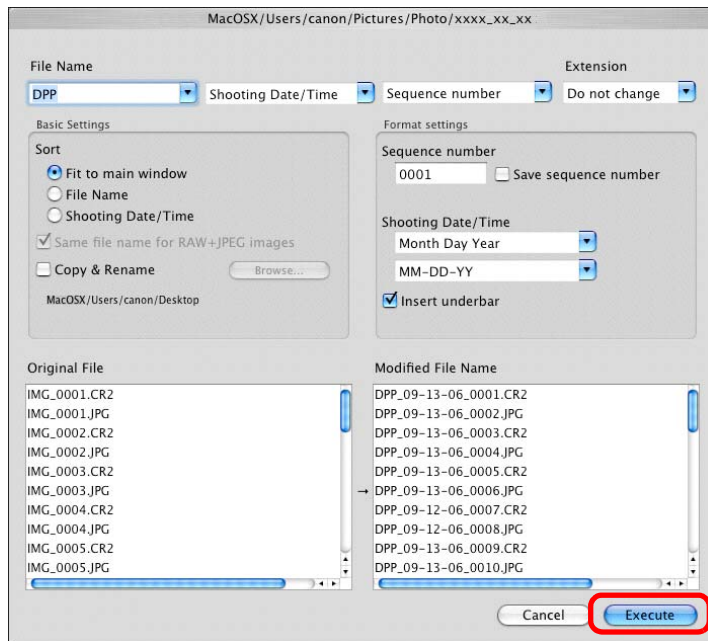 MacOSX/Users/canon/Pictures/Photo/xxxx_xx_xx
File Name
Extension
DPP
Shooting Date/Time
Sequence number
Do not change
Basic Settings
Sort
Fit to main window
File Name
Shooting Date/Time
Same file name for RAW+JPEG images
Copy & Rename
Browse...
MacOSX/Users/canon/Desktop
Format settings
Sequence number
0001
Save sequence number
Shooting Date/Time
Month Day Year
MM-DD-YY
Insert underbar
Original File
IMG_0001.CR2
IMG_0001.JPG
IMG_0002.CR2
IMG_0002.JPG
IMG_0003.CR2
IMG_0003.JPG
IMG_0004.CR2
IMG_0004.JPG
IMG_0005.CR2
IMG_0005.JPG
→
Modified File Name
DPP_09-13-06_0001.CR2
DPP_09-13-06_0002.JPG
DPP_09-13-06_0003.CR2
DPP_09-13-06_0004.JPG
DPP_09-13-06_0005.CR2
DPP_09-13-06_0006.JPG
DPP_09-12-06_0007.CR2
DPP_09-12-06_0008.JPG
DPP_09-13-06_0009.CR2
DPP_09-13-06_0010.JPG
Cancel
Execute